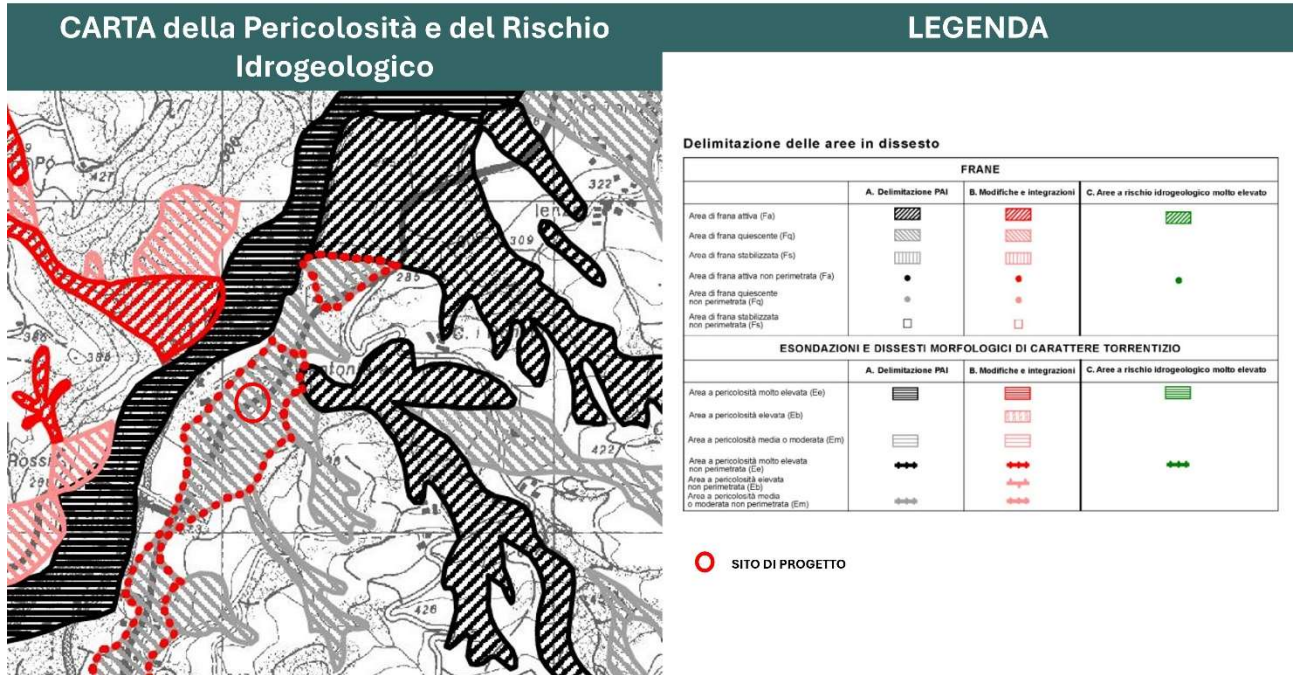 CARTA della Pericolosità e del Rischio
Idrogeologico
LEGENDA
427
600
322
309
285
386
388
422
428
Rossi
Delimitazione delle aree in dissesto
FRANE
A. Delimitazione PAI
B. Modifiche e integrazioni
C. Aree a rischio idrogeologico molto elevato
Area di frana attiva (Fa)
Area di frana quiescente (Fq)
Area di frana stabilizzata (Fs)
Area di frana attiva non perimetrata (Fa)
Area di frana quiescente
non perimetrata (Fq)
Area di frana stabilizzata
non perimetrata (Fs)
ESONDAZIONI E DISSESTI MORFOLOGICI DI CARATTERE TORRENTIZIO
A. Delimitazione PAI
B. Modifiche e integrazioni
C. Aree a rischio idrogeologico molto elevato
Area a pericolosità molto elevata (Ee)
Area a pericolosità elevata (Eb)
Area a pericolosità media o moderata (Em)
Area a pericolosità molto elevata
non perimetrata (Ee)
Area a pericolosità elevata
non perimetrata (Eb)
Area a pericolosità media
o moderata non perimetrata (Em)
SITO DI PROGETTO